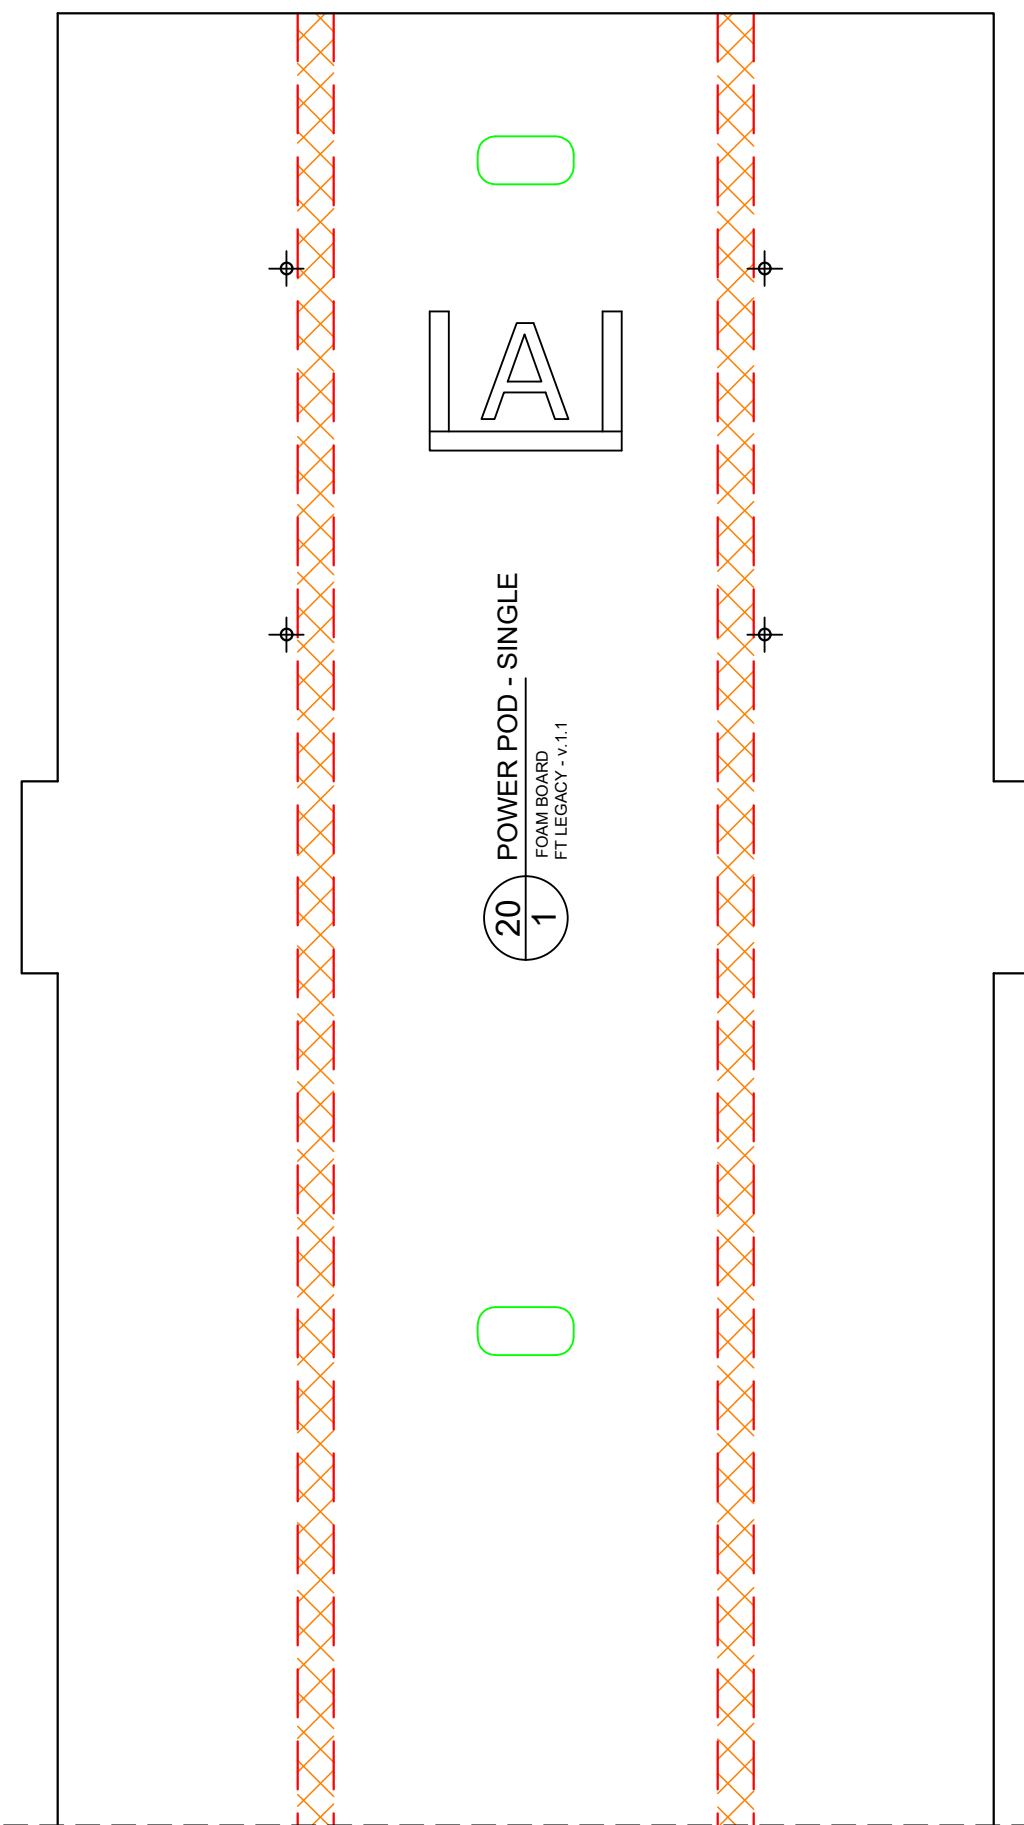 A
POWER POD - SINGLE
FOAM BOARD
FT LEGACY - v.1.1
20
1